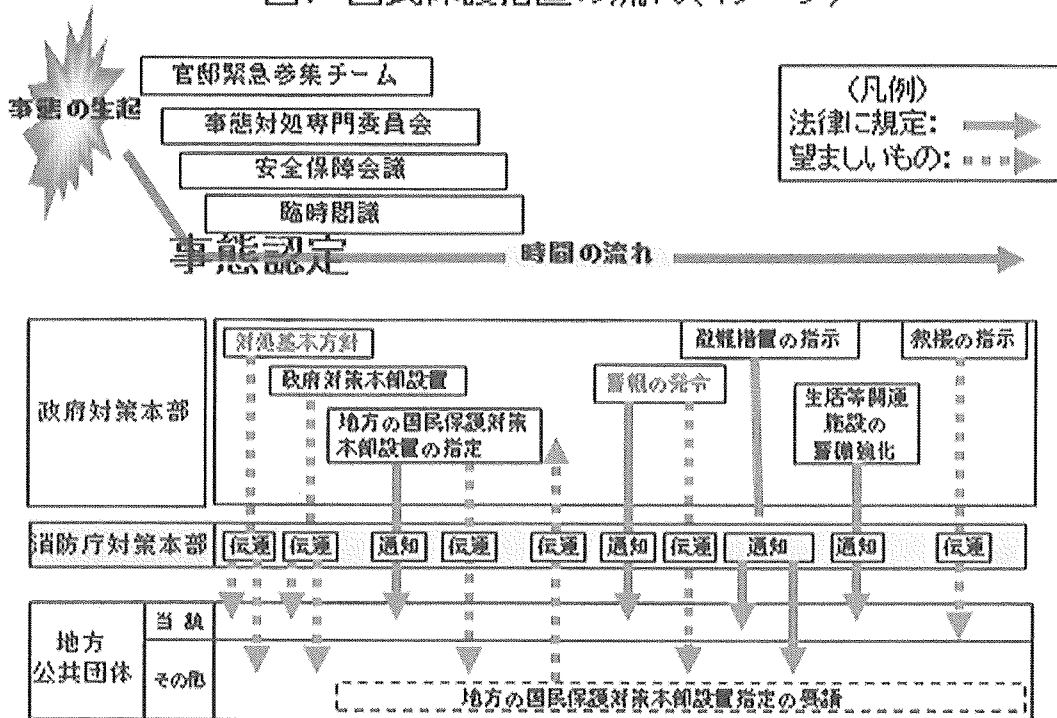 官邸緊急参集チーム
事態の生起
事態対処専門委員会
安全保障会議
臨時閣議
事態認定
時間の流れ
〈凡例〉
法律に規定:
望ましいもの:
政府対策本部
対処基本方針
政府対策本部設置
地方の国民保護対策
本部設置の指定
警報の発令
避難措置の指示
救援の指示
生活等関連
施設の
警備強化
消防庁対策本部
伝達
伝達
通知
伝達
伝達
通知
伝達
通知
通知
伝達
地方
公共団体
当該
その他
地方の国民保護対策本部設置指定の要請